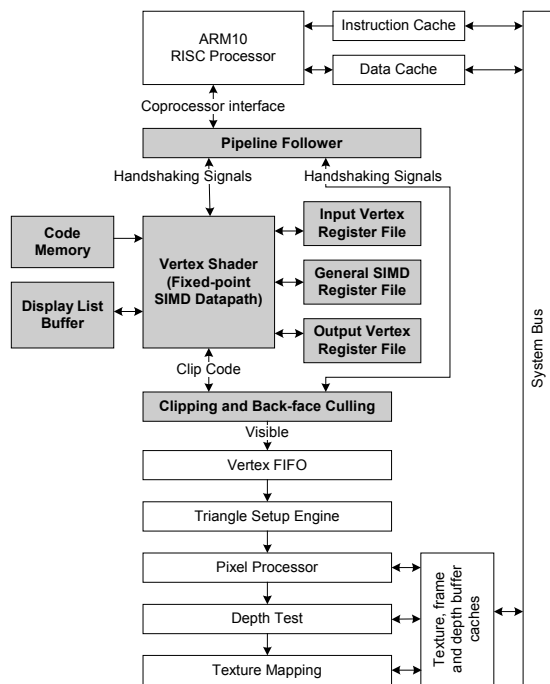 ARM10
RISC Processor
Instruction Cache
Data Cache
Coprocessor interface
Pipeline Follower
Handshaking Signals
Handshaking Signals
Code
Memory
Display List
Buffer
Vertex Shader
(Fixed-point
SIMD Datapath)
Input Vertex
Register File
General SIMD
Register File
Output Vertex
Register File
System Bus
Clip Code
Clipping and Back-face Culling
Visible
Vertex FIFO
Triangle Setup Engine
Pixel Processor
Depth Test
Texture Mapping
Texture, frame
and depth buffer
caches